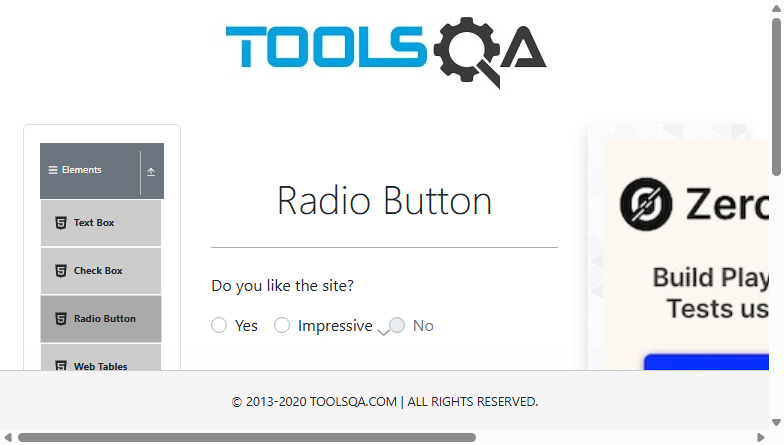 TOOLSQA
Elements
Text Box
Check Box
Radio Button
Web Tables
Radio Button
Do you like the site?
Yes
Impressive
No
Build Play
Tests us
© 2013-2020 TOOLSQA.COM | ALL RIGHTS RESERVED.